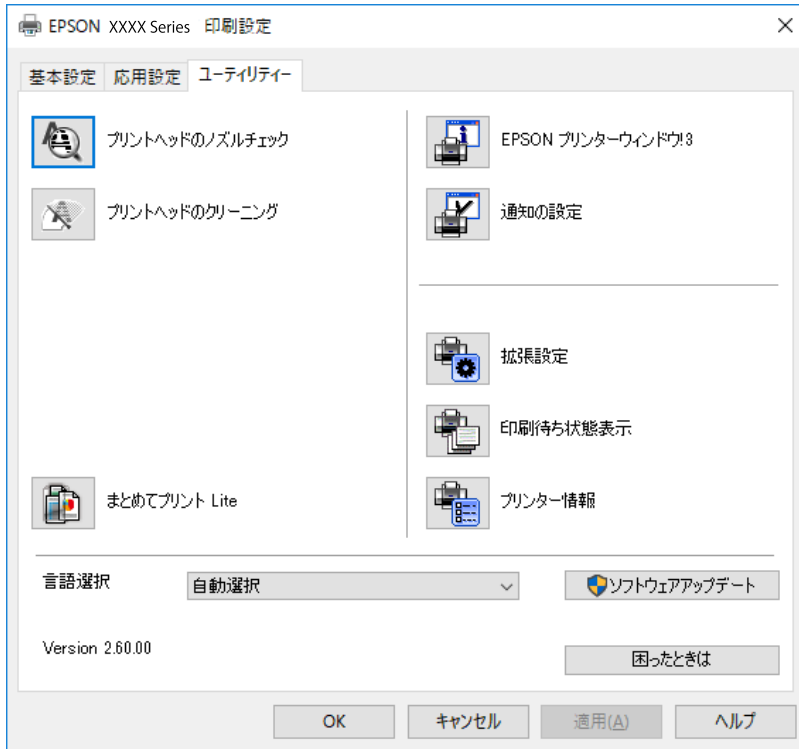 EPSON XXXX Series 印刷設定
基本設定 応用設定 ユーティリティー
プリントヘッドのノズルチェック
プリントヘッドのクリーニング
まとめてプリント Lite
EPSON プリンターウィンドウ!3
通知の設定
拡張設定
印刷待ち状態表示
プリンター情報
言語選択 自動選択 ソフトウェアアップデート
Version 2.60.00 困ったときは
OK キャンセル 適用(A) ヘルプ